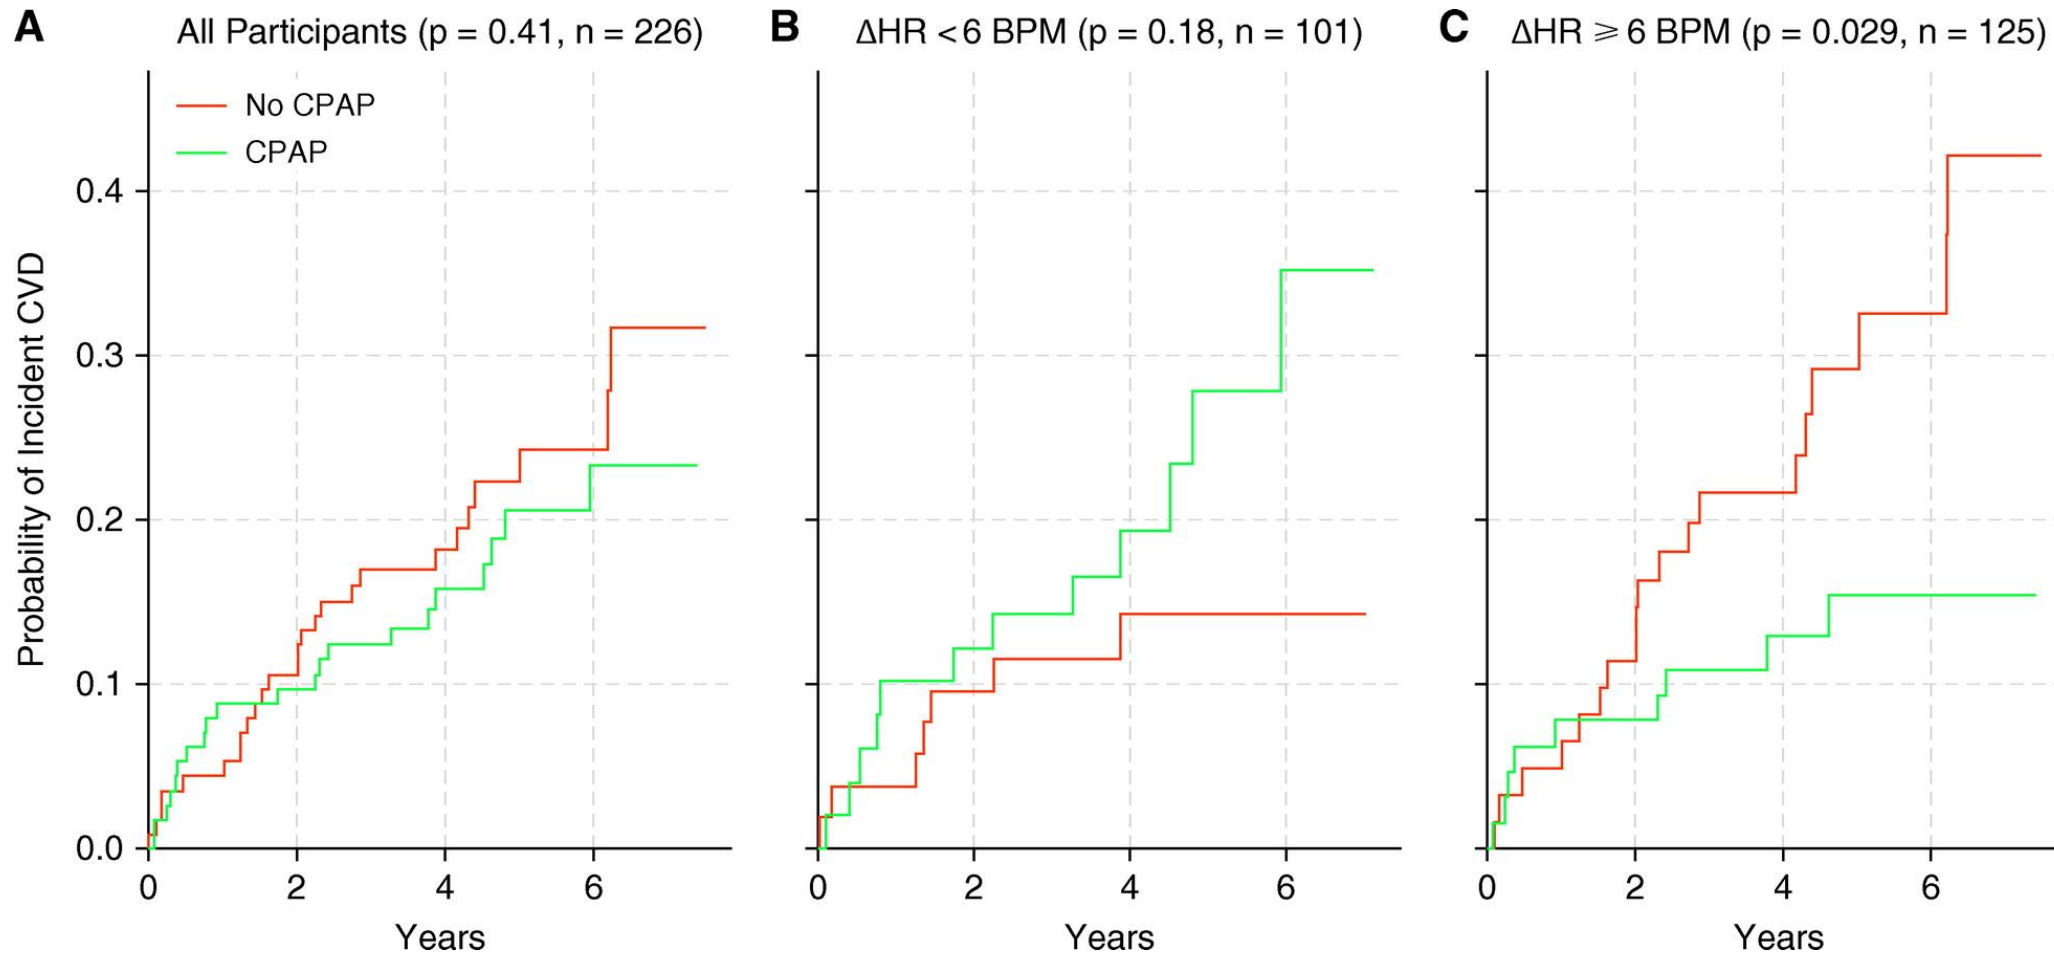 A All Participants (p = 0.41, n = 226)
B ΔHR < 6 BPM (p = 0.18, n = 101)
C ΔHR ⩾ 6 BPM (p = 0.029, n = 125)
No CPAP
CPAP
Probability of Incident CVD
0.4
0.3
0.2
0.1
0.0
0 2 4 6
0 2 4 6
0 2 4 6
Years
Years
Years